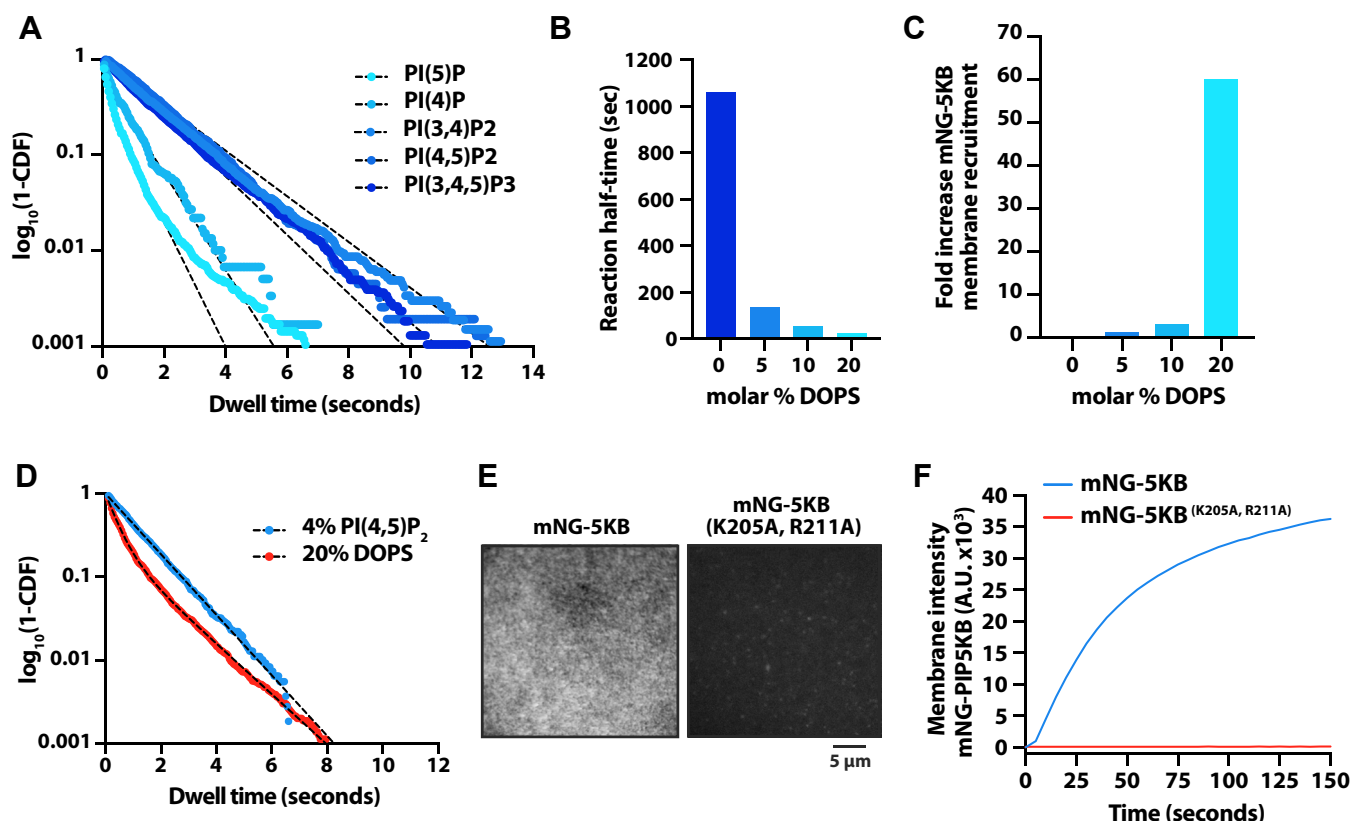 A
log10(1-CDF)
1
0.1
0.01
0.001
0 2 4 6 8 10 12 14
Dwell time (seconds)
PI(5)P
PI(4)P
PI(3,4)P2
PI(4,5)P2
PI(3,4,5)P3
B
Reaction half-time (sec)
1200
1000
800
600
400
200
0
0 5 10 20
molar % DOPS
C
Fold increase mNG-5KB
membrane recruitment
70
60
50
40
30
20
10
0
0 5 10 20
molar % DOPS
D
log10(1-CDF)
1
0.1
0.01
0.001
0 2 4 6 8 10 12
Dwell time (seconds)
4% PI(4,5)P2
20% DOPS
E
mNG-5KB
mNG-5KB
(K205A, R211A)
5 µm
F
mNG-5KB
mNG-5KB(K205A, R211A)
Membrane intensity
mNG-PIP5KB (A.U. x10³)
40
35
30
25
20
15
10
5
0
0 25 50 75 100 125 150
Time (seconds)